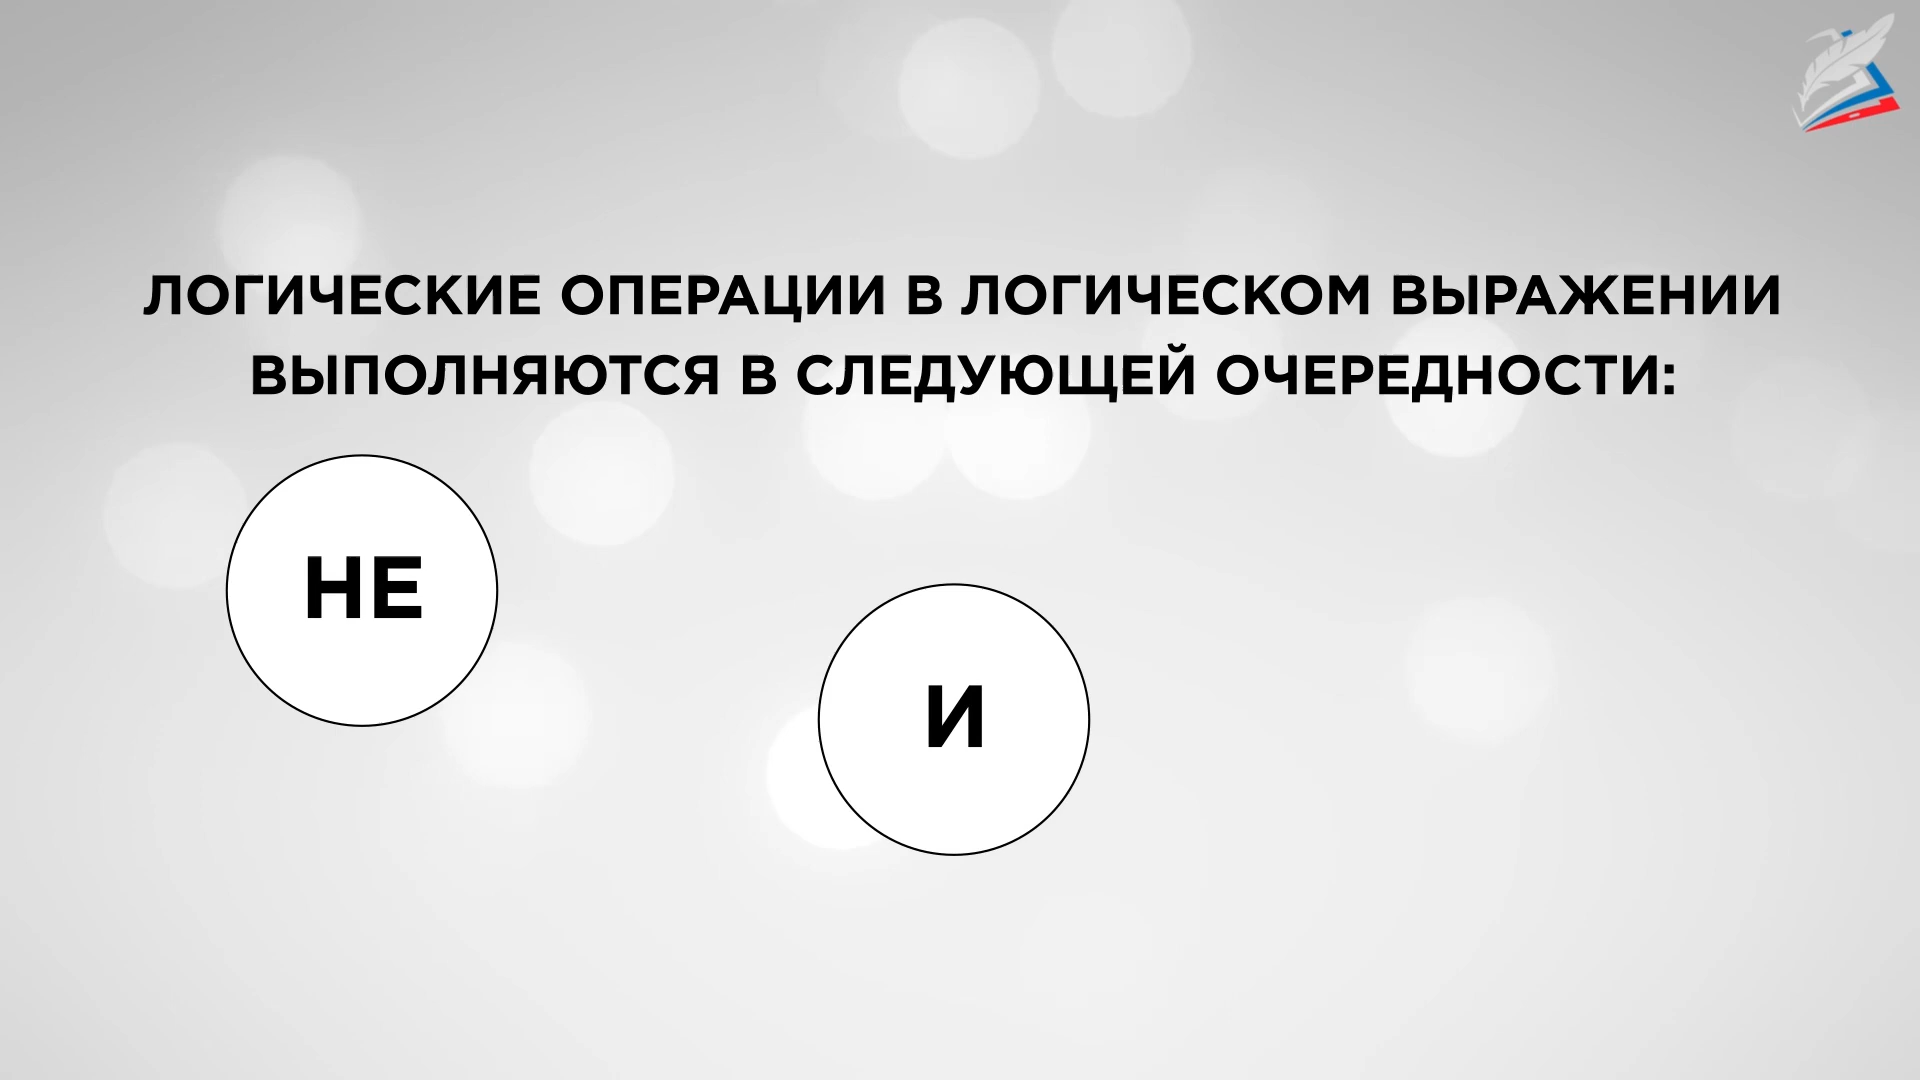 ЛОГИЧЕСКИЕ ОПЕРАЦИИ В ЛОГИЧЕСКОМ ВЫРАЖЕНИИ
ВЫПОЛНЯЮТСЯ В СЛЕДУЮЩЕЙ ОЧЕРЕДНОСТИ:
НЕ
И